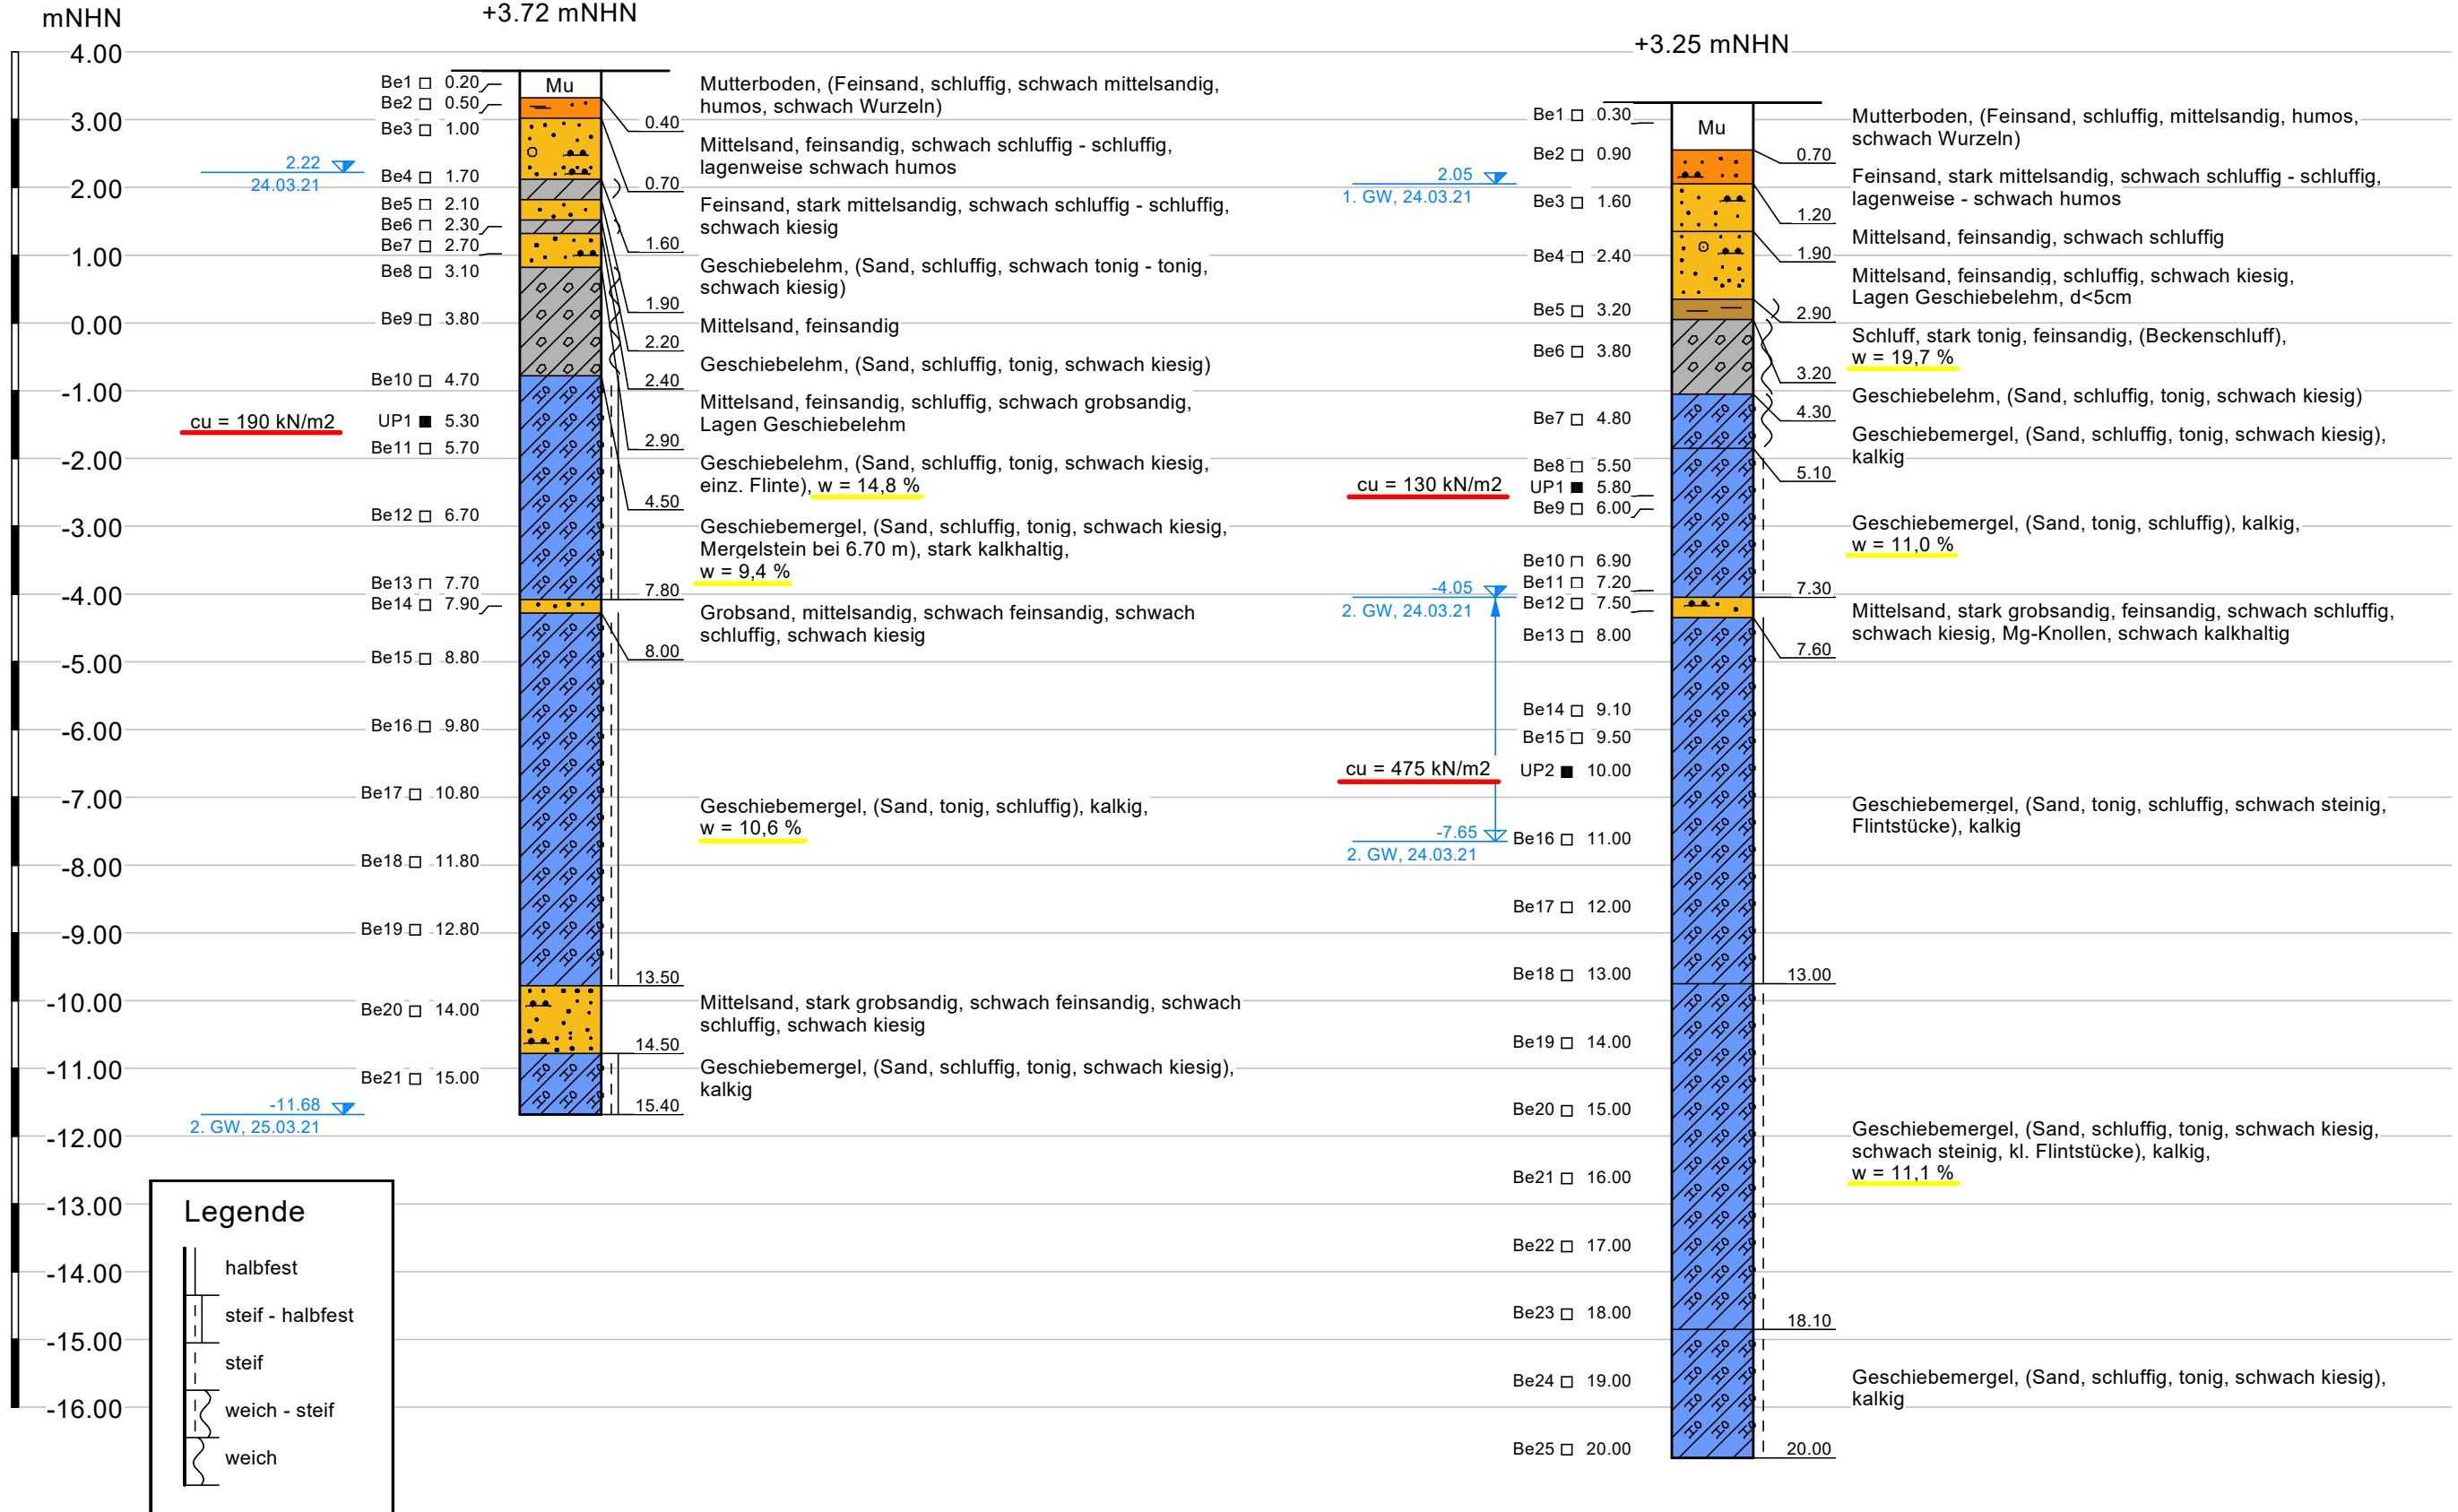 mNHN
4.00
3.00
2.00
1.00
0.00
-1.00
-2.00
-3.00
-4.00
-5.00
-6.00
-7.00
-8.00
-9.00
-10.00
-11.00
-12.00
-13.00
-14.00
-15.00
-16.00
+3.72 mNHN
2.22
24.03.21
cu = 190 kN/m2
-11.68
2. GW, 25.03.21
Be1 0.20
Be2 0.50
Be3 1.00
Be4 1.70
Be5 2.10
Be6 2.30
Be7 2.70
Be8 3.10
Be9 3.80
Be10 4.70
UP1 5.30
Be11 5.70
Be12 6.70
Be13 7.70
Be14 7.90
Be15 8.80
Be16 9.80
Be17 10.80
Be18 11.80
Be19 12.80
Be20 14.00
Be21 15.00
Mu
0.40
0.70
1.60
1.90
2.20
2.40
2.90
4.50
7.80
8.00
13.50
14.50
15.40
Mutterboden, (Feinsand, schluffig, schwach mittelsandig,
humos, schwach Wurzeln)
Mittelsand, feinsandig, schwach schluffig - schluffig,
lagenweise schwach humos
Feinsand, stark mittelsandig, schwach schluffig - schluffig,
schwach kiesig
Geschiebelehm, (Sand, schluffig, schwach tonig - tonig,
schwach kiesig)
Mittelsand, feinsandig
Geschiebelehm, (Sand, schluffig, tonig, schwach kiesig)
Mittelsand, feinsandig, schluffig, schwach grobsandig,
Lagen Geschiebelehm
Geschiebelehm, (Sand, schluffig, tonig, schwach kiesig,
einz. Flinte), w = 14,8 %
Geschiebemergel, (Sand, schluffig, tonig, schwach kiesig,
Mergelstein bei 6.70 m), stark kalkhaltig,
w = 9,4 %
Grobsand, mittelsandig, schwach feinsandig, schwach
schluffig, schwach kiesig
Geschiebemergel, (Sand, tonig, schluffig), kalkig,
w = 10,6 %
Mittelsand, stark grobsandig, schwach feinsandig, schwach
schluffig, schwach kiesig
Geschiebemergel, (Sand, schluffig, tonig, schwach kiesig),
kalkig
+3.25 mNHN
2.05
1. GW, 24.03.21
cu = 130 kN/m2
-4.05
2. GW, 24.03.21
cu = 475 kN/m2
-7.65
2. GW, 24.03.21
Be1 0.30
Be2 0.90
Be3 1.60
Be4 2.40
Be5 3.20
Be6 3.80
Be7 4.80
Be8 5.50
UP1 5.80
Be9 6.00
Be10 6.90
Be11 7.20
Be12 7.50
Be13 8.00
Be14 9.10
Be15 9.50
UP2 10.00
Be16 11.00
Be17 12.00
Be18 13.00
Be19 14.00
Be20 15.00
Be21 16.00
Be22 17.00
Be23 18.00
Be24 19.00
Be25 20.00
Mu
0.70
1.20
1.90
2.90
3.20
4.30
5.10
7.30
7.60
13.00
18.10
20.00
Mutterboden, (Feinsand, schluffig, mittelsandig, humos,
schwach Wurzeln)
Feinsand, stark mittelsandig, schwach schluffig - schluffig,
lagenweise - schwach humos
Mittelsand, feinsandig, schwach schluffig
Mittelsand, feinsandig, schluffig, schwach kiesig,
Lagen Geschiebelehm, d<5cm
Schluff, stark tonig, feinsandig, (Beckenschluff),
w = 19,7 %
Geschiebelehm, (Sand, schluffig, tonig, schwach kiesig)
Geschiebemergel, (Sand, schluffig, tonig, schwach kiesig),
kalkig
Geschiebemergel, (Sand, tonig, schluffig), kalkig,
w = 11,0 %
Mittelsand, stark grobsandig, feinsandig, schwach schluffig,
schwach kiesig, Mg-Knollen, schwach kalkhaltig
Geschiebemergel, (Sand, tonig, schluffig, schwach steinig,
Flintstücke), kalkig
Geschiebemergel, (Sand, schluffig, tonig, schwach kiesig,
schwach steinig, kl. Flintstücke), kalkig,
w = 11,1 %
Geschiebemergel, (Sand, schluffig, tonig, schwach kiesig),
kalkig
Legende
halbfest
steif - halbfest
steif
weich - steif
weich